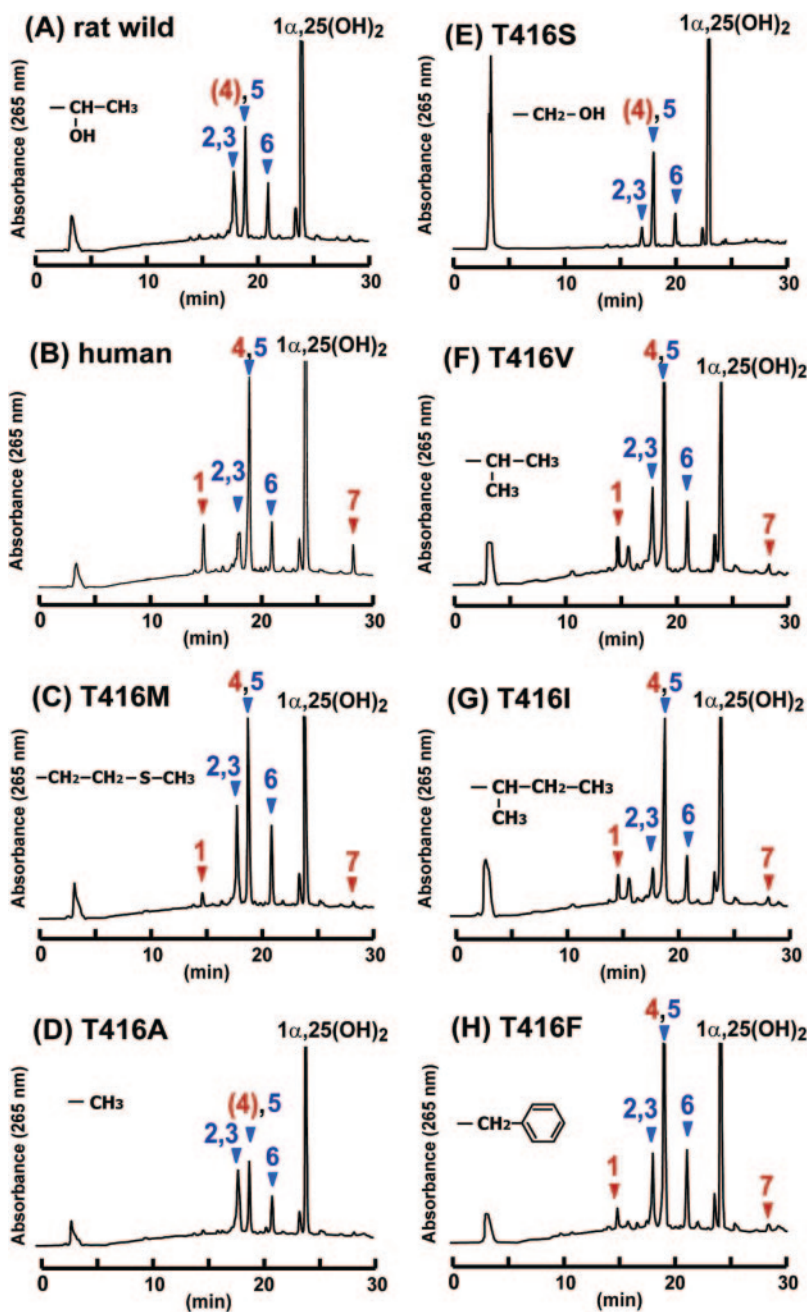 (A) rat wild
1α,25(OH)2
(4),5
2,3
6
—CH—CH3
OH
Absorbance (265 nm)
0 10 20 30
(min)
(B) human
1α,25(OH)2
4,5
1
2,3
6
7
Absorbance (265 nm)
0 10 20 30
(min)
(C) T416M
1α,25(OH)2
4,5
2,3
6
—CH2—CH2—S—CH3
1
7
Absorbance (265 nm)
0 10 20 30
(min)
(D) T416A
1α,25(OH)2
—CH3
(4),5
2,3
6
Absorbance (265 nm)
0 10 20 30
(min)
(E) T416S
1α,25(OH)2
—CH2—OH
(4),5
2,3
6
Absorbance (265 nm)
0 10 20 30
(min)
(F) T416V
4,5
1α,25(OH)2
—CH—CH3
CH3
2,3
6
1
7
Absorbance (265 nm)
0 10 20 30
(min)
(G) T416I
4,5
1α,25(OH)2
—CH—CH2—CH3
CH3
2,3
6
1
7
Absorbance (265 nm)
0 10 20 30
(min)
(H) T416F
4,5
1α,25(OH)2
—CH2—
2,3
6
1
7
Absorbance (265 nm)
0 10 20 30
(min)